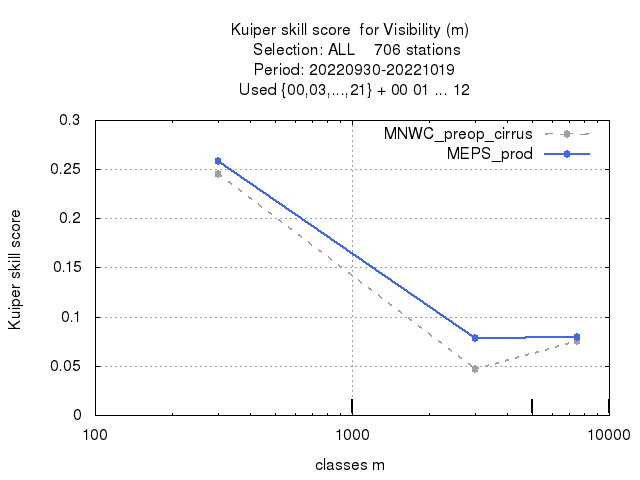 Kuiper skill score  for Visibility (m)
Selection: ALL    706 stations
Period: 20220930-20221019
Used {00,03,...,21} + 00 01 ... 12
MNWC_preop_cirrus
MEPS_prod
0.3
0.25
0.2
0.15
0.1
0.05
0
Kuiper skill score
100
1000
10000
classes m